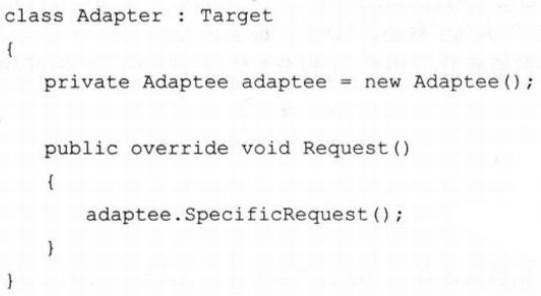 class Adapter : Target
{
    private Adaptee adaptee = new Adaptee();

    public override void Request()
    {
        adaptee.SpecificRequest();
    }
}